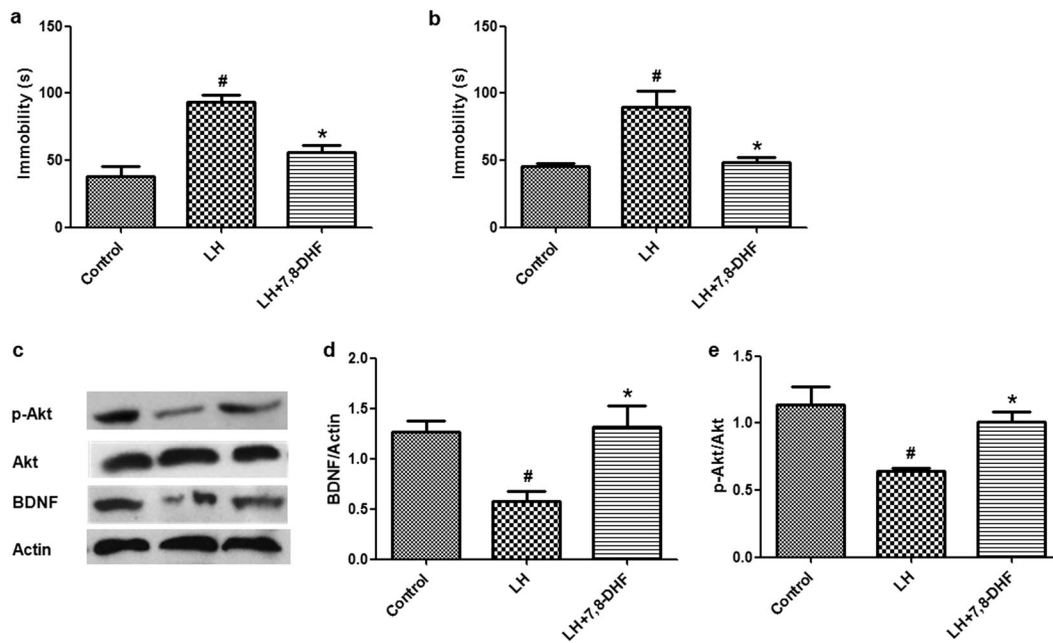 a
Immobility (s)
150
100
50
0
#
*
Control
LH
LH+7,8-DHF
b
Immobility (s)
150
100
50
0
#
*
Control
LH
LH+7,8-DHF
c
p-Akt
Akt
BDNF
Actin
d
BDNF/Actin
2.0
1.5
1.0
0.5
0.0
#
*
Control
LH
LH+7,8-DHF
e
p-Akt/Akt
1.5
1.0
0.5
0.0
#
*
Control
LH
LH+7,8-DHF